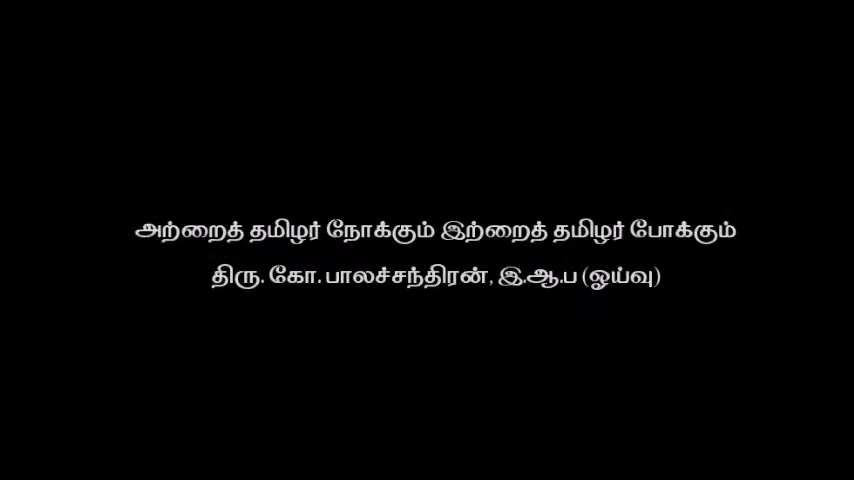 அற்றைத் தமிழர் நோக்கும் இற்றைத் தமிழர் போக்கும்
திரு. கோ. பாலச்சந்திரன், இ.ஆ.ப (ஓய்வு)